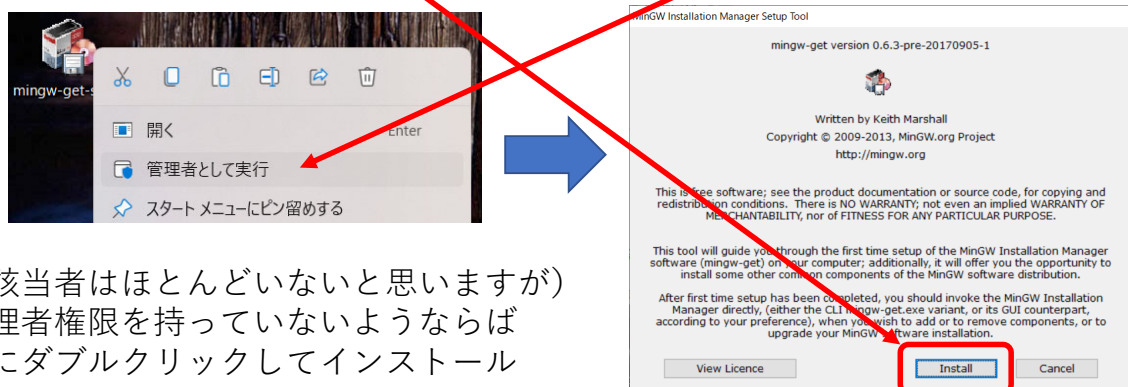 mingw-get-s
開く
Enter
管理者として実行
スタート メニューにピン留めする
該当者はほとんどいないと思いますが)
理者権限を持っていないようならば
にダブルクリックしてインストール
MinGW Installation Manager Setup Tool
mingw-get version 0.6.3-pre-20170905-1
Written by Keith Marshall
Copyright © 2009-2013, MinGW.org Project
http://mingw.org
This is free software; see the product documentation or source code, for copying and
redistribution conditions.  There is NO WARRANTY; not even an implied WARRANTY OF
MERCHANTABILITY, nor of FITNESS FOR ANY PARTICULAR PURPOSE.
This tool will guide you through the first time setup of the MinGW Installation Manager
software (mingw-get) on your computer; additionally, it will offer you the opportunity to
install some other common components of the MinGW software distribution.
After first time setup has been completed, you should invoke the MinGW Installation
Manager directly, (either the CLI mingw-get.exe variant, or its GUI counterpart,
according to your preference), when you wish to add or to remove components, or to
upgrade your MinGW software installation.
View Licence
Install
Cancel